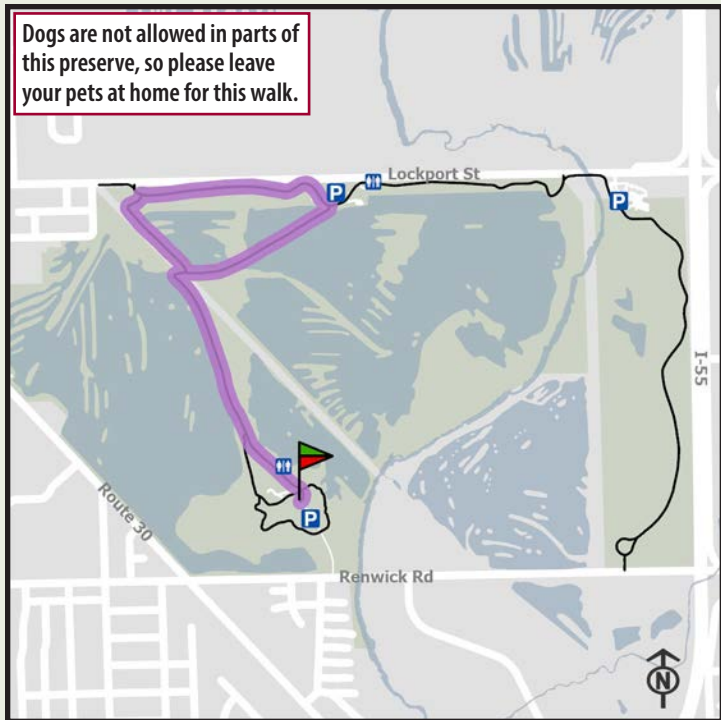 Dogs are not allowed in parts of
this preserve, so please leave
your pets at home for this walk.
P
Lockport St
P
I-55
Route 30
P
Renwick Rd
N